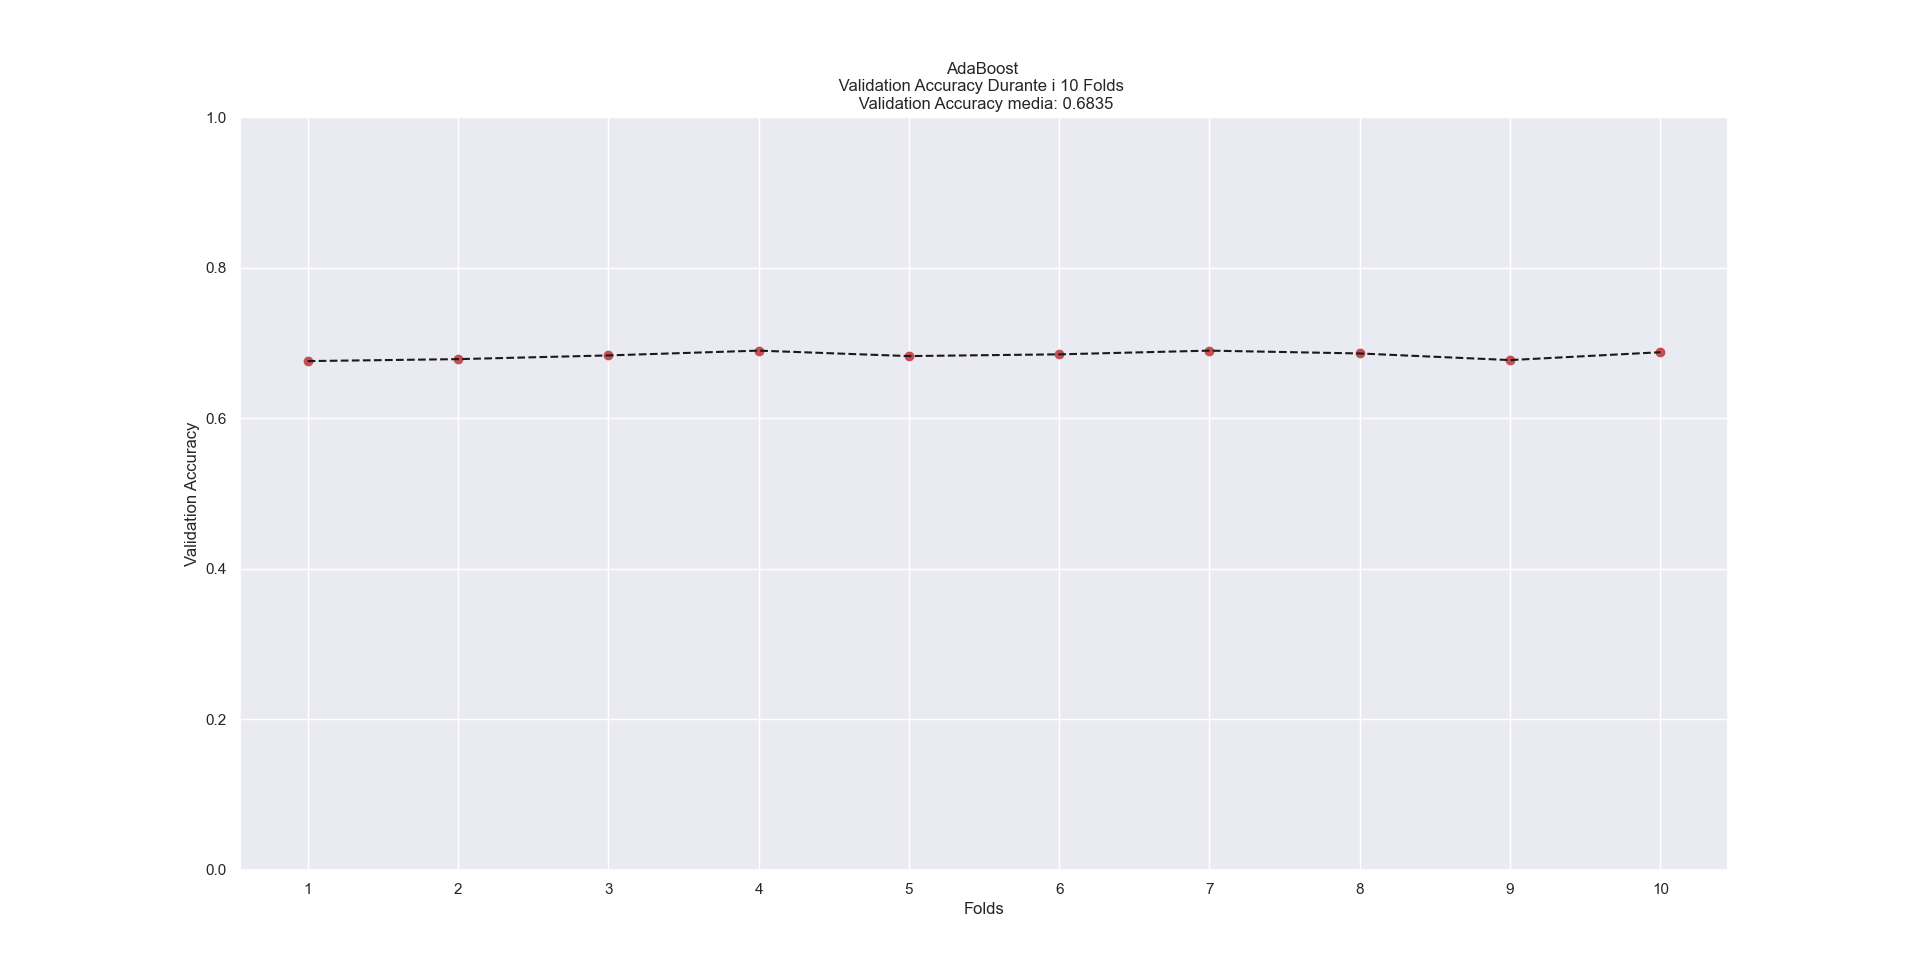 AdaBoost
Validation Accuracy Durante i 10 Folds
Validation Accuracy media: 0.6835
1.0
0.8
0.6
0.4
0.2
0.0
Validation Accuracy
1 2 3 4 5 6 7 8 9 10
Folds